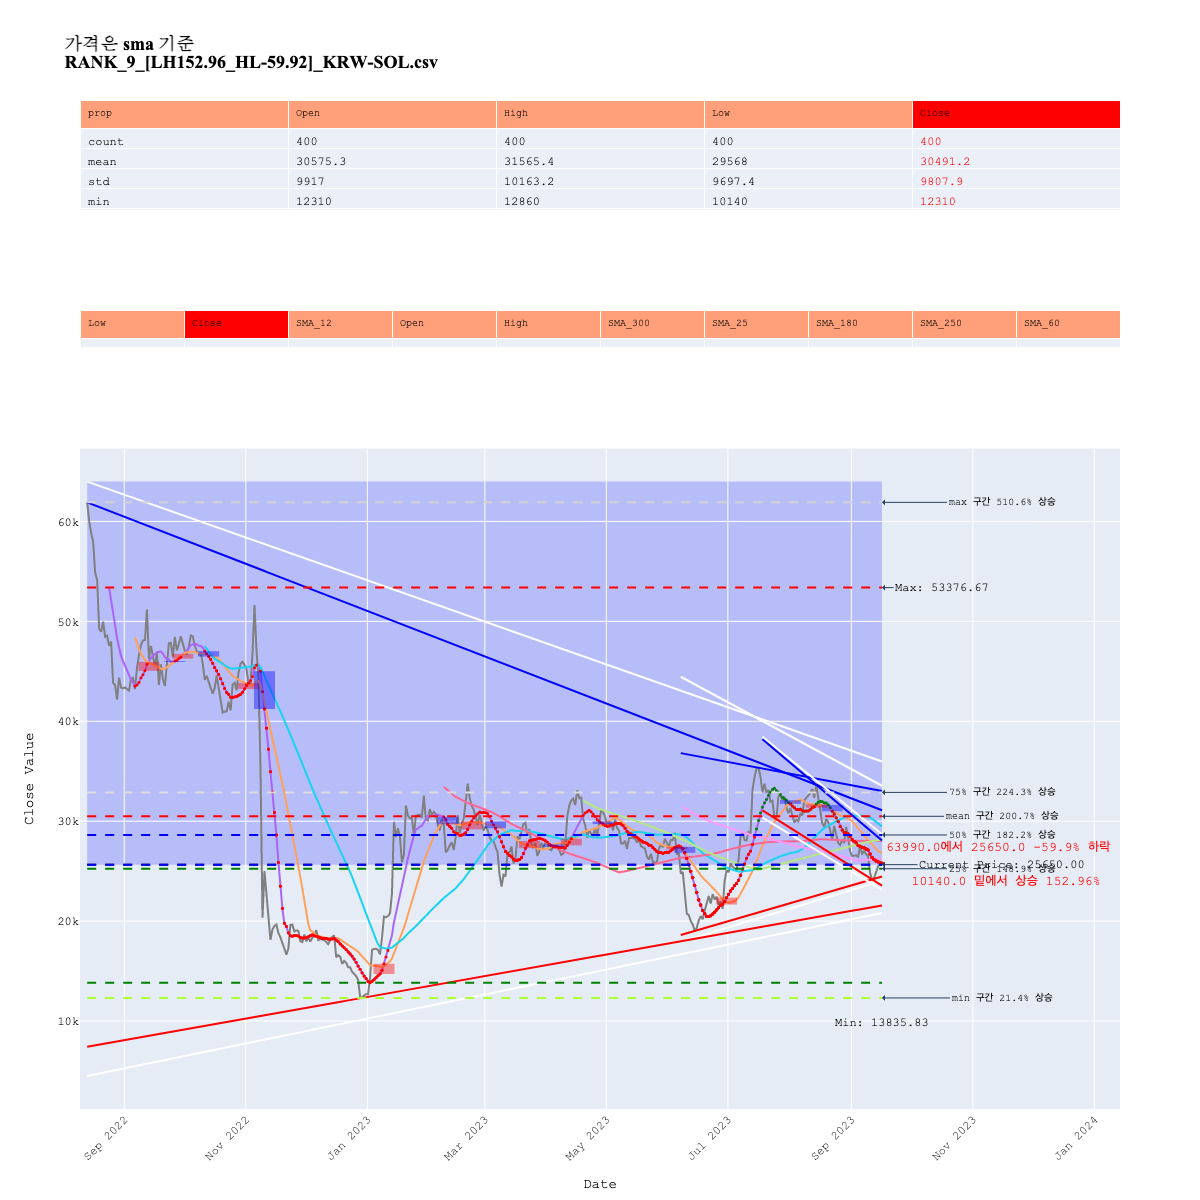 가격은 sma 기준
RANK_9_[LH152.96_HL-59.92]_KRW-SOL.csv
prop Open High Low Close
count 400 400 400 400
mean 30575.3 31565.4 29568 30491.2
std 9917 10163.2 9697.4 9807.9
min 12310 12860 10140 12310
Low Close SMA_12 Open High SMA_300 SMA_25 SMA_180 SMA_250 SMA_60
max 구간 510.6% 상승
60k
Max: 53376.67
50k
40k
Close Value
75% 구간 224.3% 상승
mean 구간 200.7% 상승
30k
50% 구간 182.2% 상승
63990.0에서 25650.0 -59.9% 하락
Current Price: 25650.00
25% 구간 148.9% 상승
10140.0 밑에서 상승 152.96%
20k
min 구간 21.4% 상승
10k
Min: 13835.83
Sep 2022 Nov 2022 Jan 2023 Mar 2023 May 2023 Jul 2023 Sep 2023 Nov 2023 Jan 2024
Date